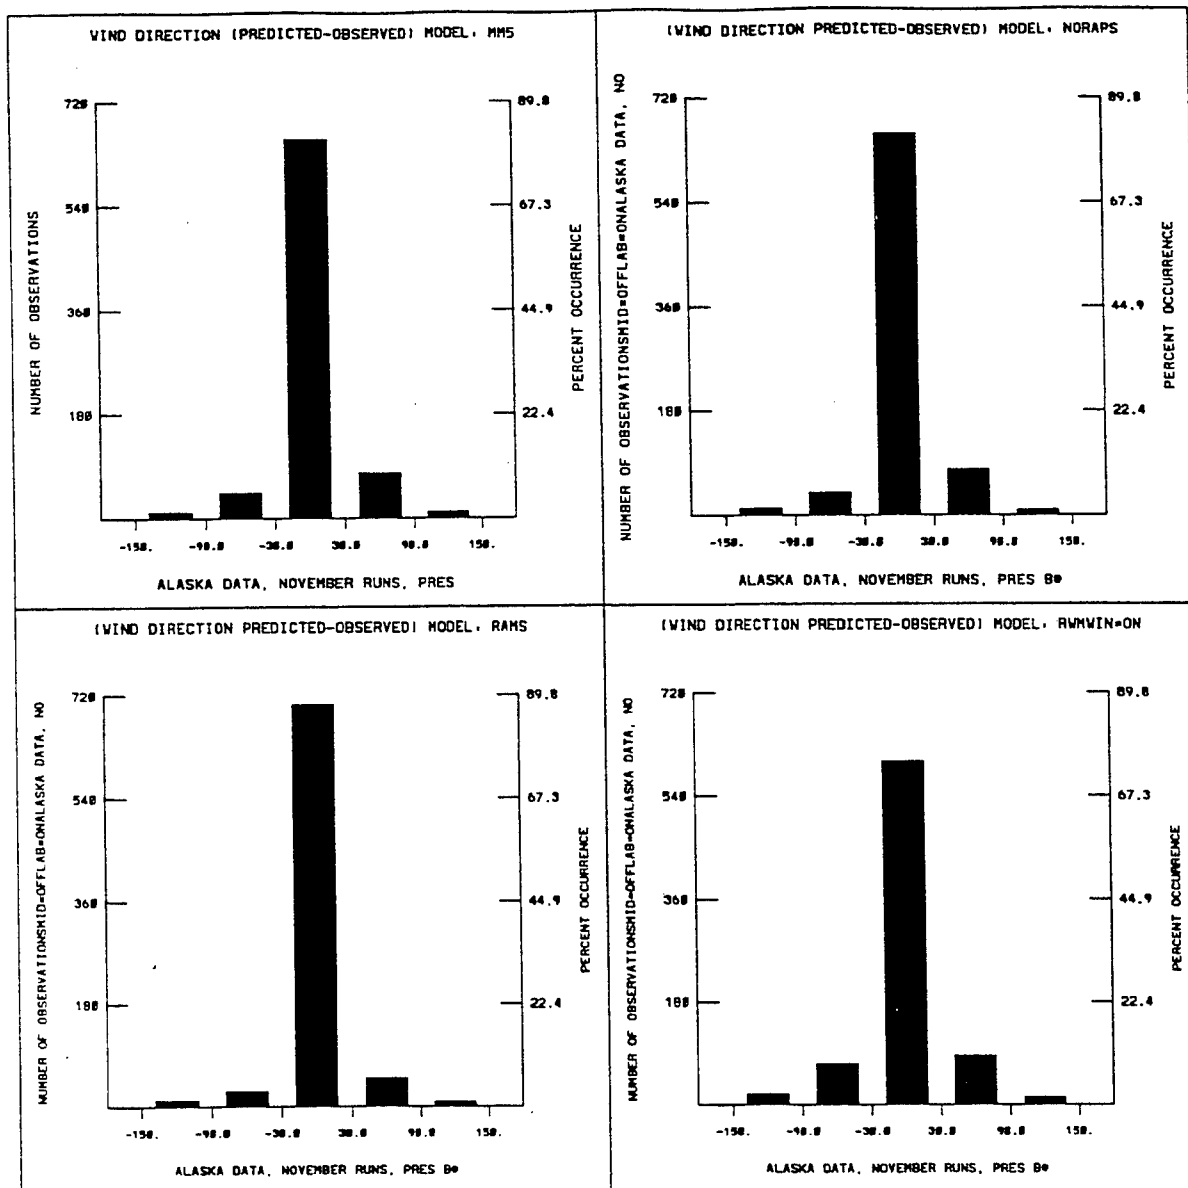 WIND DIRECTION (PREDICTED-OBSERVED) MODEL, MM5
NUMBER OF OBSERVATIONS
720
540
360
180
89.8
67.3
44.9
22.4
PERCENT OCCURRENCE
-150. -90.0 -30.0 30.0 90.0 150.
ALASKA DATA, NOVEMBER RUNS, PRES
(WIND DIRECTION PREDICTED-OBSERVED) MODEL, NORAPS
NUMBER OF OBSERVATIONSMID=OFFLAB=ONALASKA DATA, NO
720
540
360
180
89.8
67.3
44.9
22.4
PERCENT OCCURRENCE
-150. -90.0 -30.0 30.0 90.0 150.
ALASKA DATA, NOVEMBER RUNS, PRES B*
(WIND DIRECTION PREDICTED-OBSERVED) MODEL, RAMS
NUMBER OF OBSERVATIONSMID=OFFLAB=ONALASKA DATA, NO
720
540
360
180
89.8
67.3
44.9
22.4
PERCENT OCCURRENCE
-150. -90.0 -30.0 30.0 90.0 150.
ALASKA DATA, NOVEMBER RUNS, PRES B*
(WIND DIRECTION PREDICTED-OBSERVED) MODEL, RWMWIN=ON
NUMBER OF OBSERVATIONSMID=OFFLAB=ONALASKA DATA, NO
720
540
360
180
89.8
67.3
44.9
22.4
PERCENT OCCURRENCE
-150. -90.0 -30.0 30.0 90.0 150.
ALASKA DATA, NOVEMBER RUNS, PRES B*